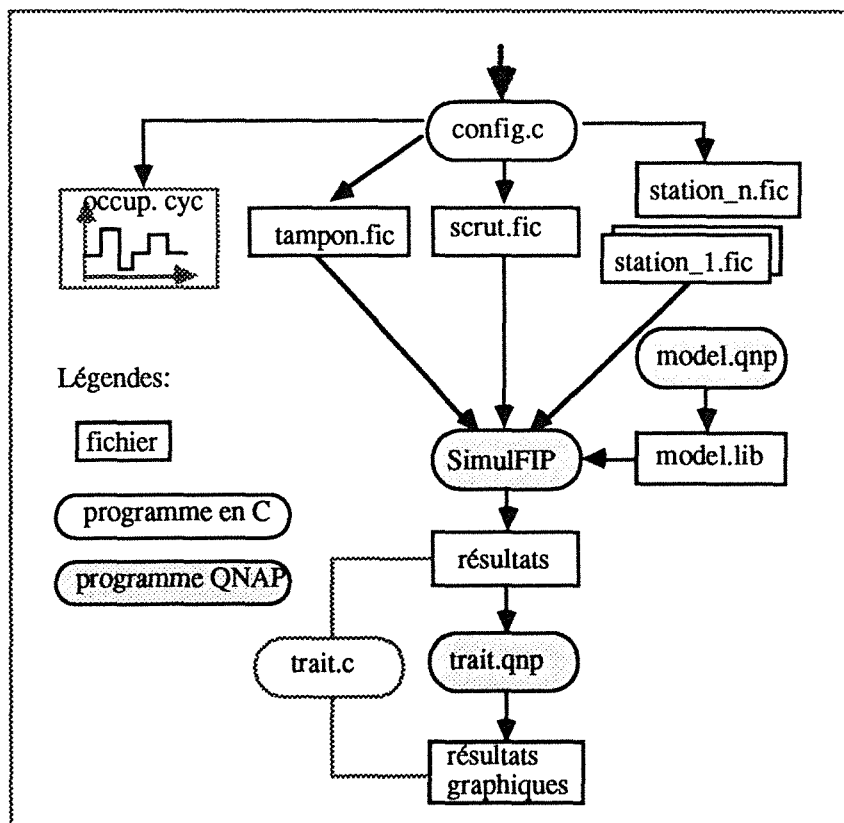 config.c
occup. cyc
tampon.fic
scrut.fic
station_n.fic
station_1.fic
model.qnp
Légendes:
fichier
SimulFIP
model.lib
programme en C
résultats
programme QNAP
trait.c
trait.qnp
résultats
graphiques